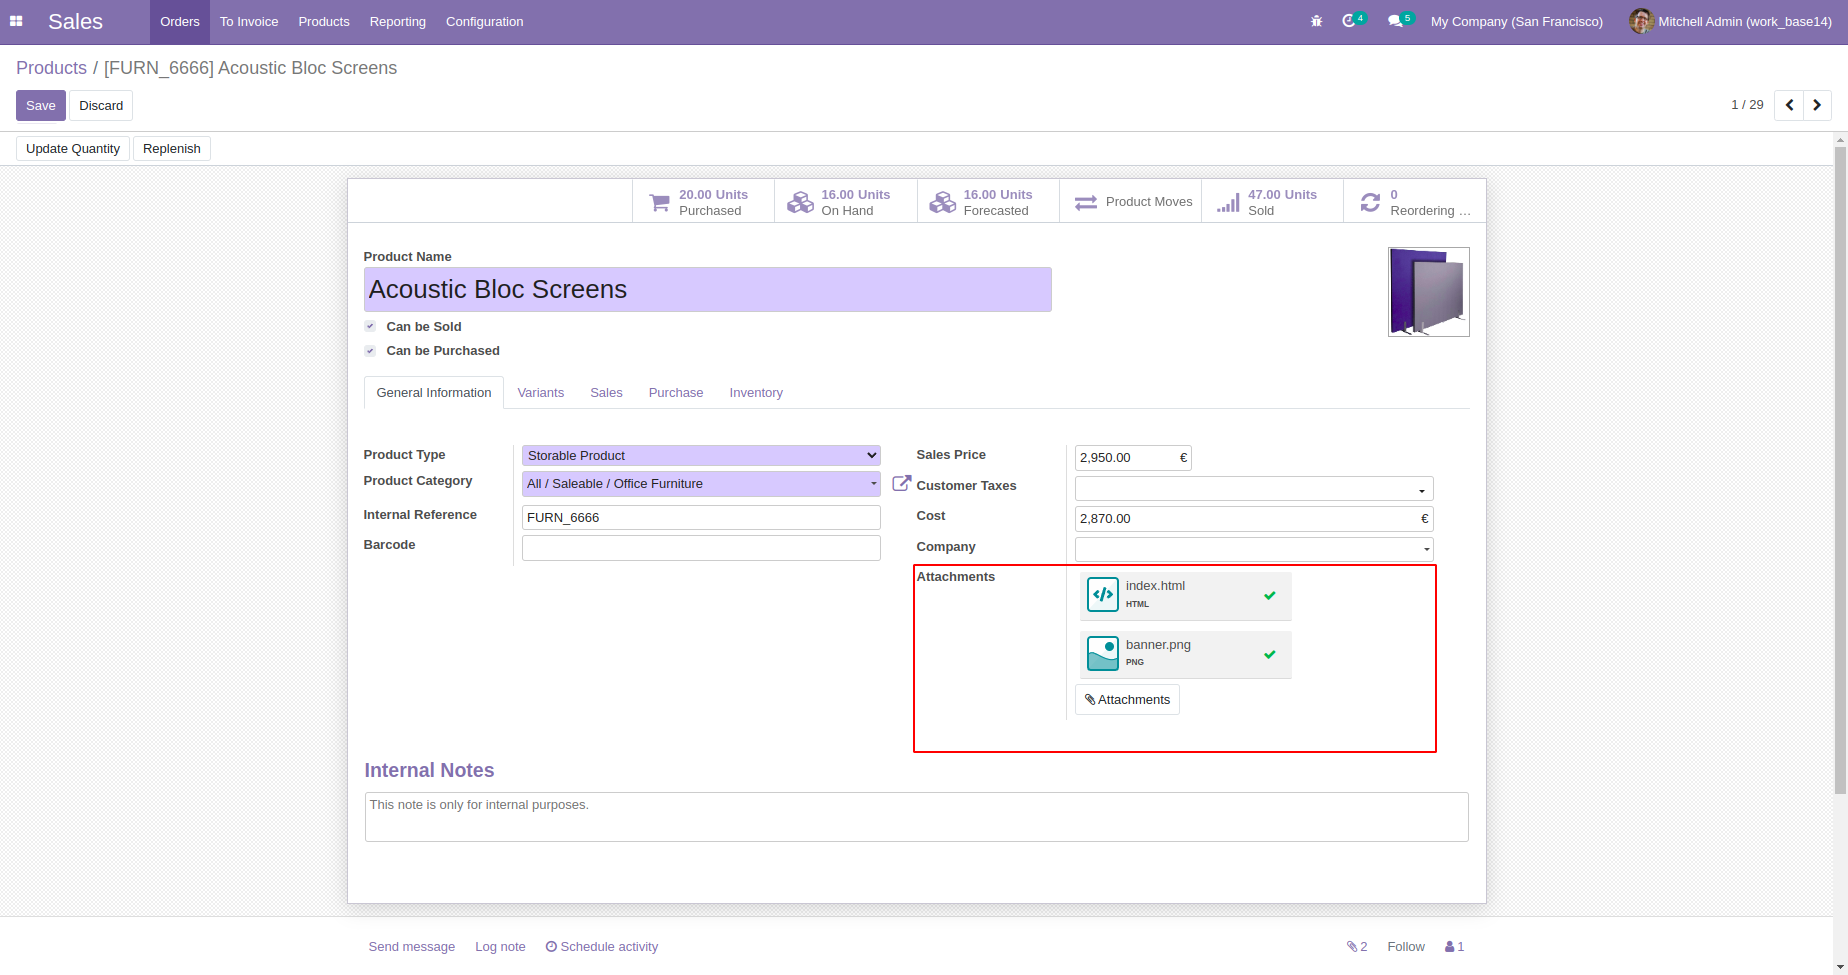 Sales Orders To Invoice Products Reporting Configuration 4 5 My Company (San Francisco) Mitchell Admin (work_base14)
Products / [FURN_6666] Acoustic Bloc Screens
Save Discard 1 / 29
Update Quantity Replenish
20.00 Units
Purchased
16.00 Units
On Hand
16.00 Units
Forecasted
Product Moves
47.00 Units
Sold
0
Reordering ...
Product Name
Acoustic Bloc Screens
Can be Sold
Can be Purchased
General Information Variants Sales Purchase Inventory
Product Type Storable Product
Product Category All / Saleable / Office Furniture
Internal Reference FURN_6666
Barcode
Sales Price 2,950.00 €
Customer Taxes
Cost 2,870.00 €
Company
Attachments
index.html
HTML
banner.png
PNG
Attachments
Internal Notes
This note is only for internal purposes.
Send message Log note Schedule activity 2 Follow 1